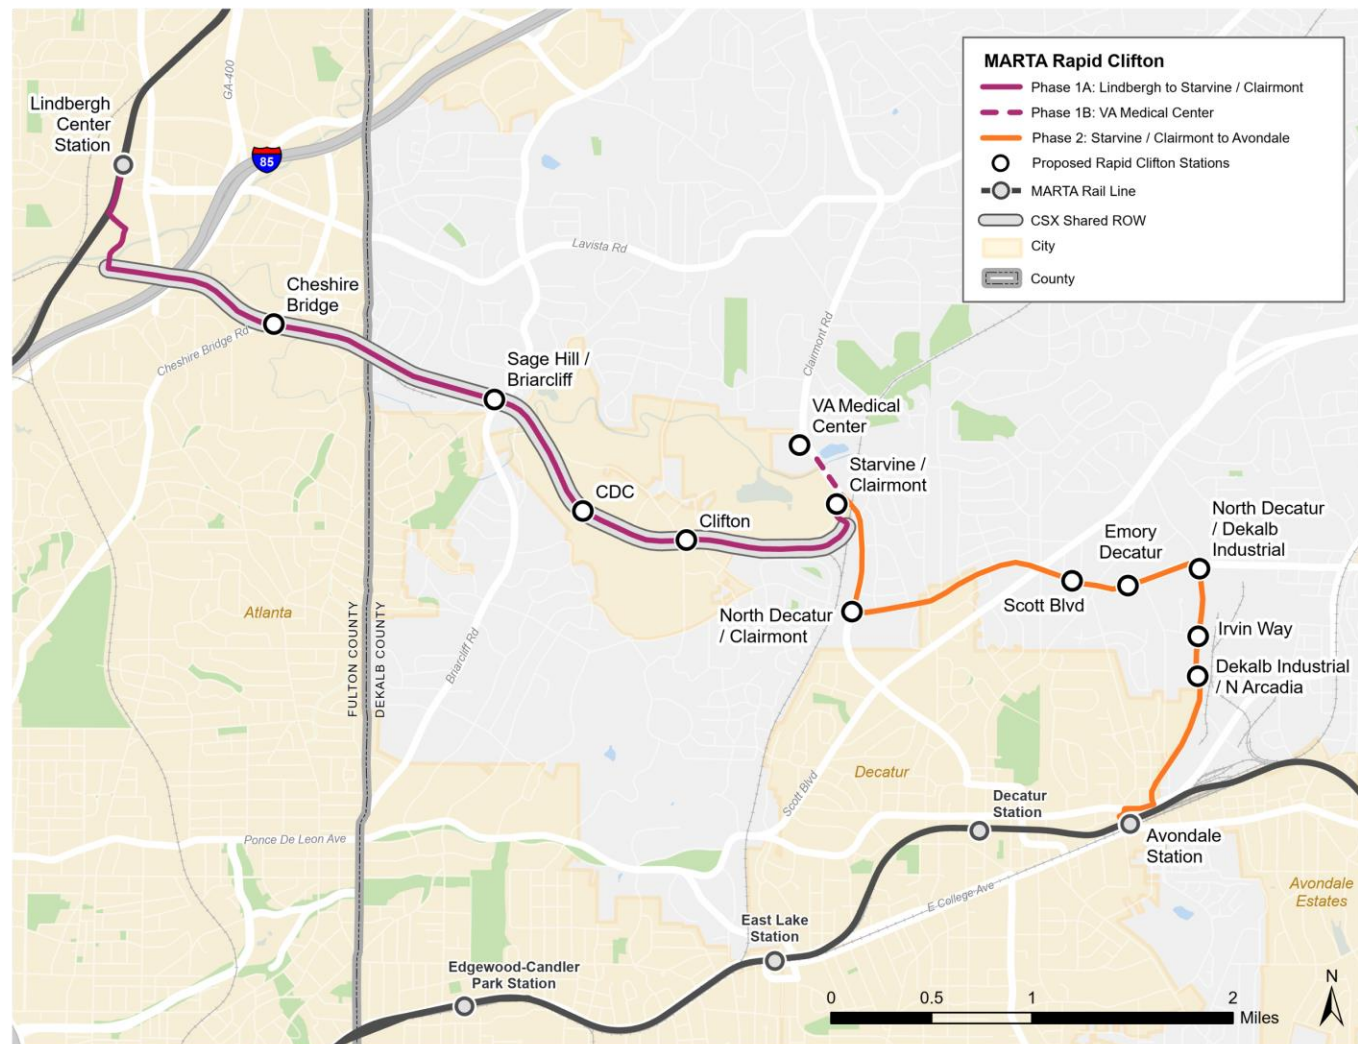 MARTA Rapid Clifton
Phase 1A: Lindbergh to Starvine / Clairmont
Phase 1B: VA Medical Center
Phase 2: Starvine / Clairmont to Avondale
Proposed Rapid Clifton Stations
MARTA Rail Line
CSX Shared ROW
City
County
GA-400
Lindbergh
Center
Station
85
Lavista Rd
Cheshire
Bridge
Cheshire Bridge Rd
Clairmont Rd
Sage Hill /
Briarcliff
VA Medical
Center
Starvine /
Clairmont
CDC
Clifton
North Decatur
/ Dekalb
Industrial
Emory
Decatur
Scott Blvd
North Decatur
/ Clairmont
Irvin Way
Dekalb Industrial
/ N Arcadia
Atlanta
FULTON COUNTY
DEKALB COUNTY
Briarcliff Rd
Scott Blvd
Decatur
Decatur
Station
Avondale
Station
Ponce De Leon Ave
E College Ave
Avondale
Estates
East Lake
Station
Edgewood-Candler
Park Station
N
0 0.5 1 2
Miles